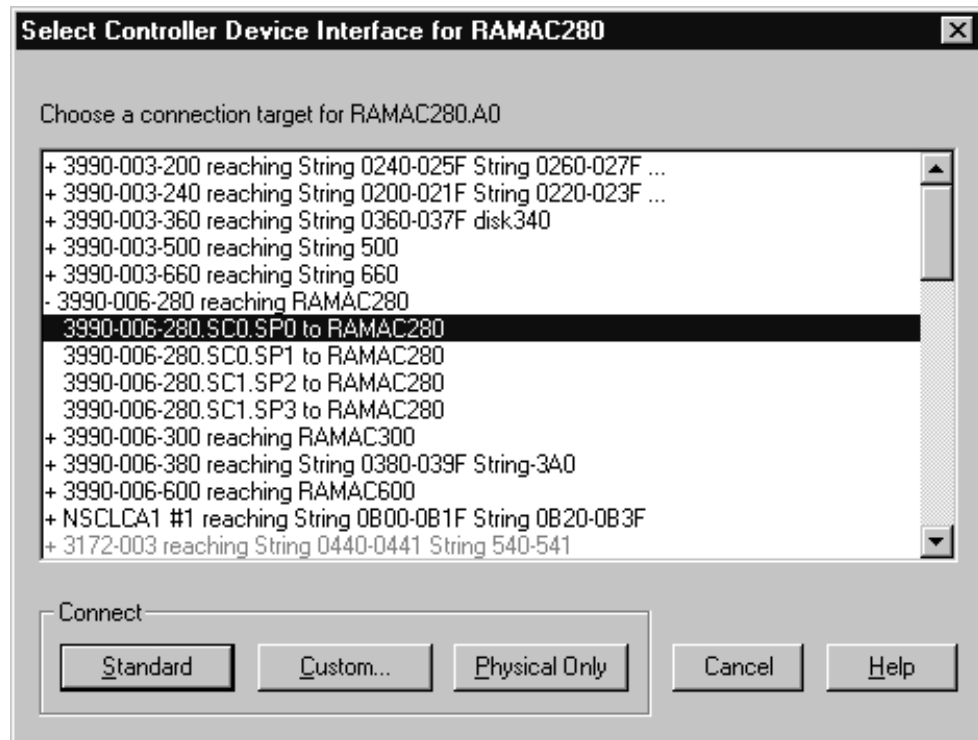 Select Controller Device Interface for RAMAC280
Choose a connection target for RAMAC280.A0
+ 3990-003-200 reaching String 0240-025F String 0260-027F ...
+ 3990-003-240 reaching String 0200-021F String 0220-023F ...
+ 3990-003-360 reaching String 0360-037F disk340
+ 3990-003-500 reaching String 500
+ 3990-003-660 reaching String 660
- 3990-006-280 reaching RAMAC280
3990-006-280.SC0.SP0 to RAMAC280
3990-006-280.SC0.SP1 to RAMAC280
3990-006-280.SC1.SP2 to RAMAC280
3990-006-280.SC1.SP3 to RAMAC280
+ 3990-006-300 reaching RAMAC300
+ 3990-006-380 reaching String 0380-039F String-3A0
+ 3990-006-600 reaching RAMAC600
+ NSCLCA1 #1 reaching String 0B00-0B1F String 0B20-0B3F
+ 3172-003 reaching String 0440-0441 String 540-541
Connect
Standard
Custom...
Physical Only
Cancel
Help